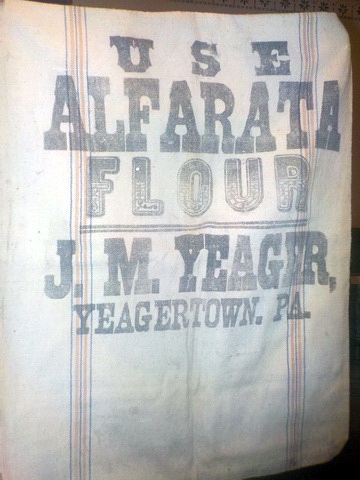 USE
ALFARATA
FLOUR
J. M. YEAGER,
YEAGERTOWN. PA.